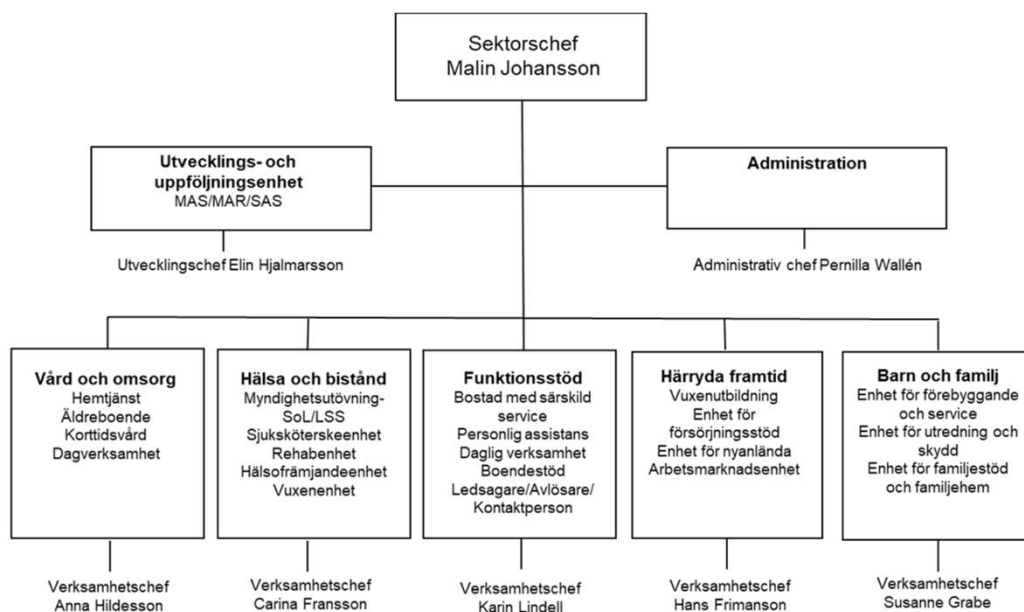 Sektorschef
Malin Johansson
Utvecklings- och
uppföljningsenhet
MAS/MAR/SAS
Administration
Utvecklingschef Elin Hjalmarsson
Administrativ chef Pernilla Wallén
Vård och omsorg
Hemtjänst
Äldreboende
Korttidsvård
Dagverksamhet
Hälsa och bistånd
Myndighetsutövning-
SoL/LSS
Sjuksköterskeenhet
Rehabenhet
Hälsofrämjandeenhet
Vuxenenhet
Funktionsstöd
Bostad med särskild
service
Personlig assistans
Daglig verksamhet
Boendestöd
Ledsagare/Avlösare/
Kontaktperson
Härryda framtid
Vuxenutbildning
Enhet för
försörjningsstöd
Enhet för nyanlända
Arbetsmarknadsenhet
Barn och familj
Enhet för förebyggande
och service
Enhet för utredning och
skydd
Enhet för familjestöd
och familjehem
Verksamhetschef
Anna Hildesson
Verksamhetschef
Carina Fransson
Verksamhetschef
Karin Lindell
Verksamhetschef
Hans Frimanson
Verksamhetschef
Susanne Grabe